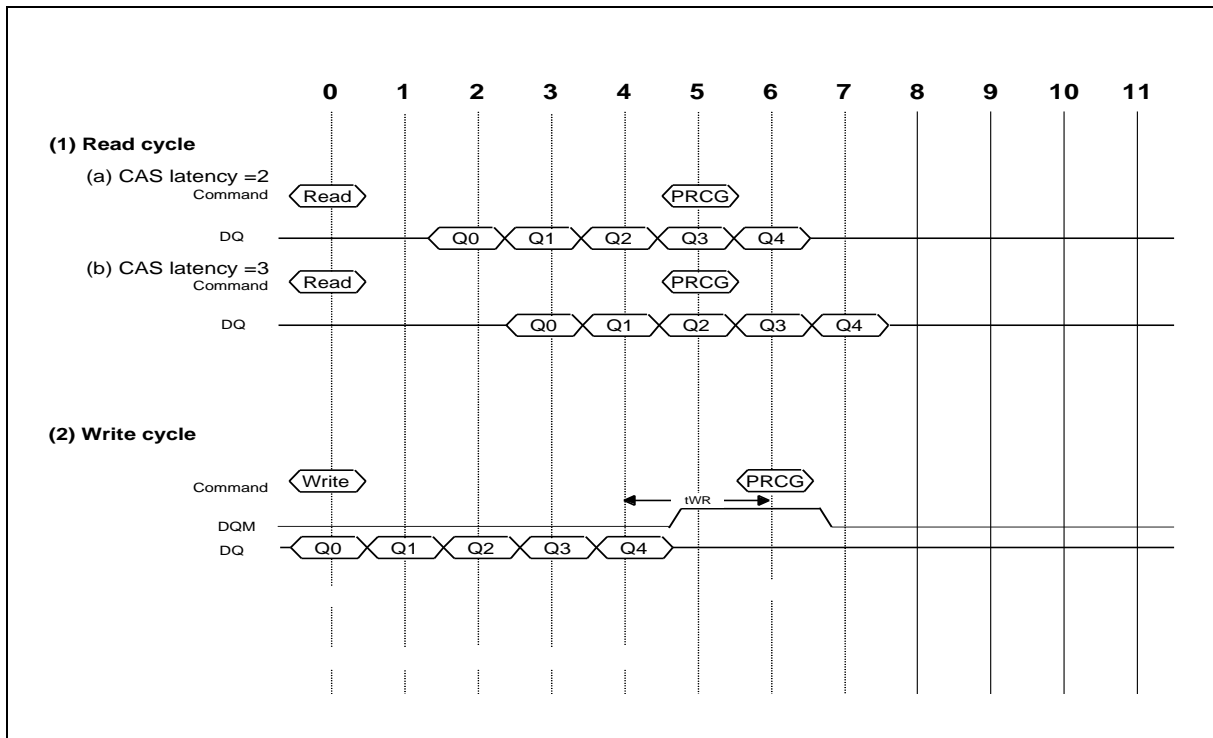 0 1 2 3 4 5 6 7 8 9 10 11
(1) Read cycle
(a) CAS latency =2
Command Read PRCG
DQ Q0 Q1 Q2 Q3 Q4
(b) CAS latency =3
Command Read PRCG
DQ Q0 Q1 Q2 Q3 Q4
(2) Write cycle
Command Write PRCG
tWR
DQM
DQ Q0 Q1 Q2 Q3 Q4